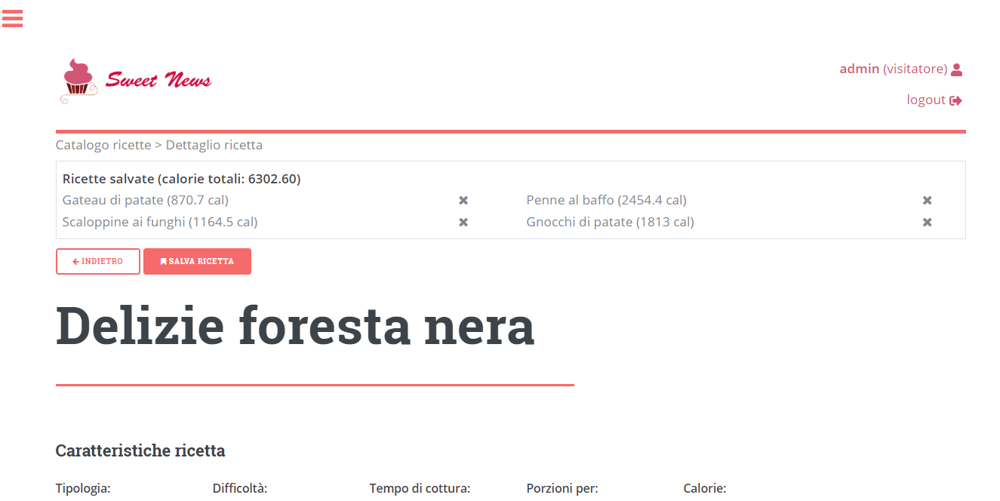 Sweet News
admin (visitatore)
logout
Catalogo ricette > Dettaglio ricetta
Ricette salvate (calorie totali: 6302.60)
Gateau di patate (870.7 cal) Penne al baffo (2454.4 cal)
Scaloppine ai funghi (1164.5 cal) Gnocchi di patate (1813 cal)
INDIETRO SALVA RICETTA
Delizie foresta nera
Caratteristiche ricetta
Tipologia: Difficoltà: Tempo di cottura: Porzioni per: Calorie: